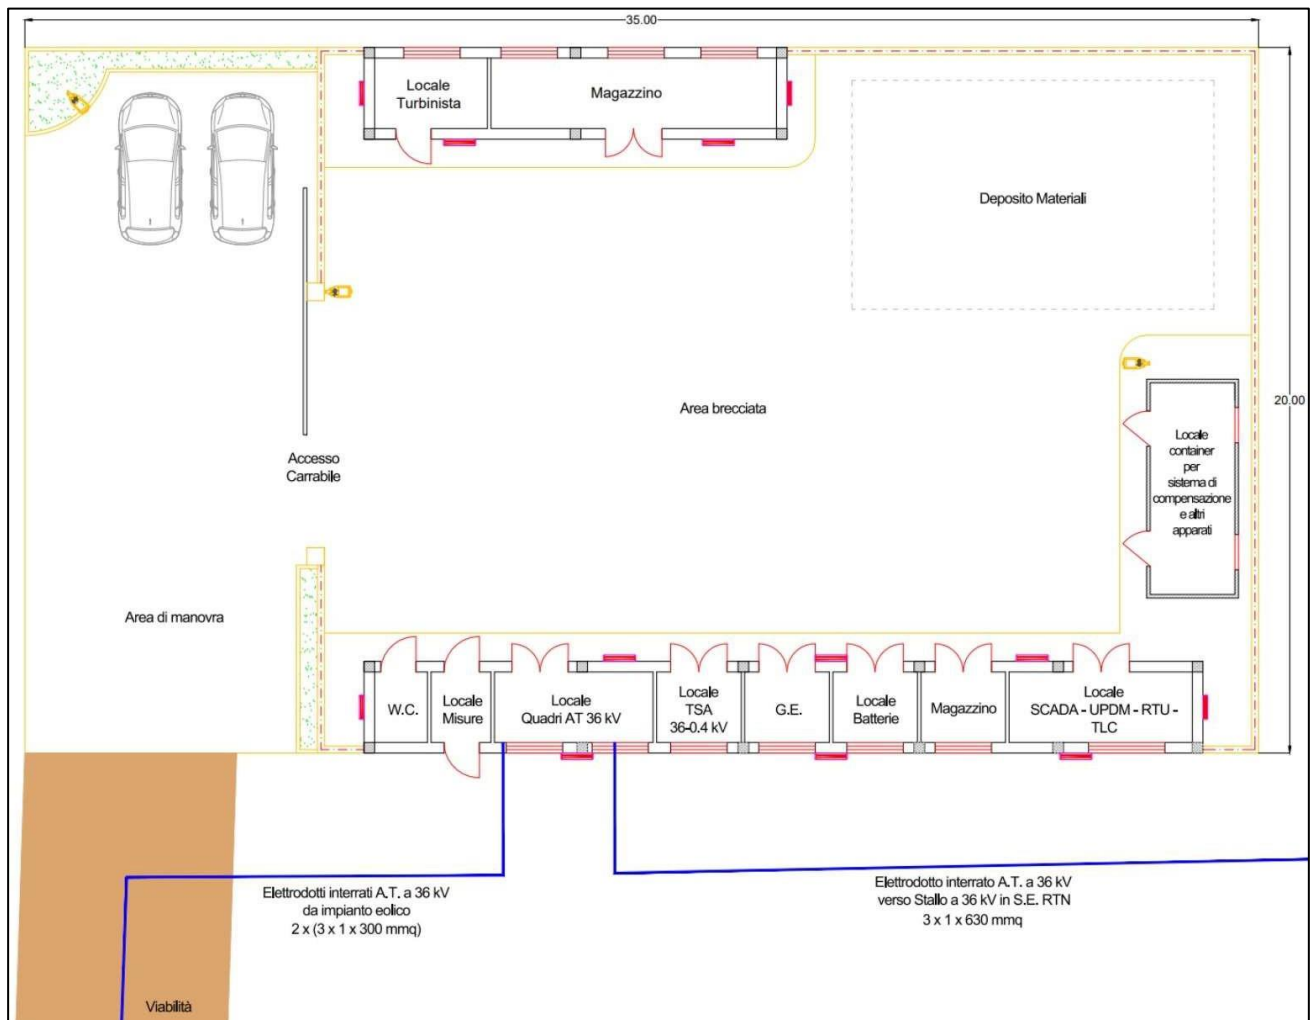 35.00
Locale
Turbinista
Magazzino
Deposito Materiali
1
1
20.00
Area brecciata
Accesso
Carrabile
Locale
container
per
sistema di
compensazione
e altri
apparati
Area di manovra
W.C.
Locale
Misure
Locale
Quadri AT 36 kV
Locale
TSA
36-0.4 kV
G.E.
Locale
Batterie
Magazzino
Locale
SCADA - UPDM - RTU -
TLC
Elettrodotti interrati A.T. a 36 kV
da impianto eolico
2 x (3 x 1 x 300 mmq)
Elettrodotto interrato A.T. a 36 kV
verso Stallo a 36 kV in S.E. RTN
3 x 1 x 630 mmq
Viabilità